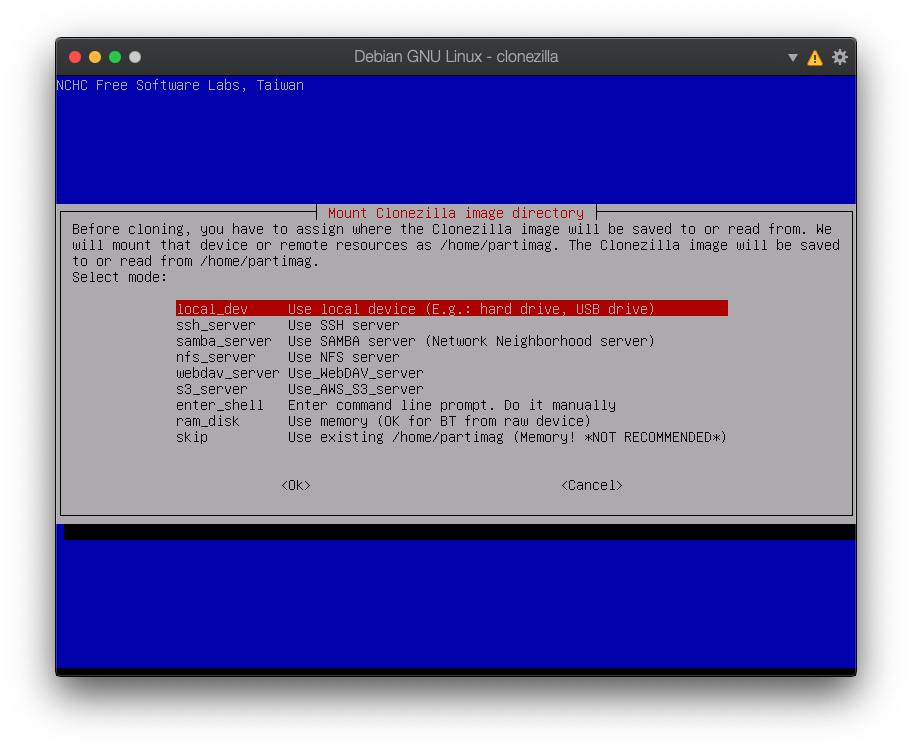 Debian GNU Linux - clonezilla
NCHC Free Software Labs, Taiwan
Mount Clonezilla image directory
Before cloning, you have to assign where the Clonezilla image will be saved to or read from. We
will mount that device or remote resources as /home/partimag. The Clonezilla image will be saved
to or read from /home/partimag.
Select mode:
local_dev Use local device (E.g.: hard drive, USB drive)
ssh_server Use SSH server
samba_server Use SAMBA server (Network Neighborhood server)
nfs_server Use NFS server
webdav_server Use_WebDAV_server
s3_server Use_AWS_S3_server
enter_shell Enter command line prompt. Do it manually
ram_disk Use memory (OK for BT from raw device)
skip Use existing /home/partimag (Memory! *NOT RECOMMENDED*)
<Ok> <Cancel>